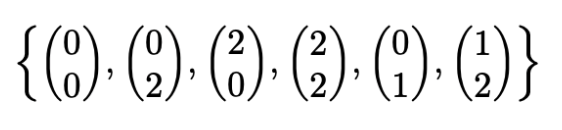 {(0 0), (0 2), (2 0), (2 2), (0 1), (1 2)}